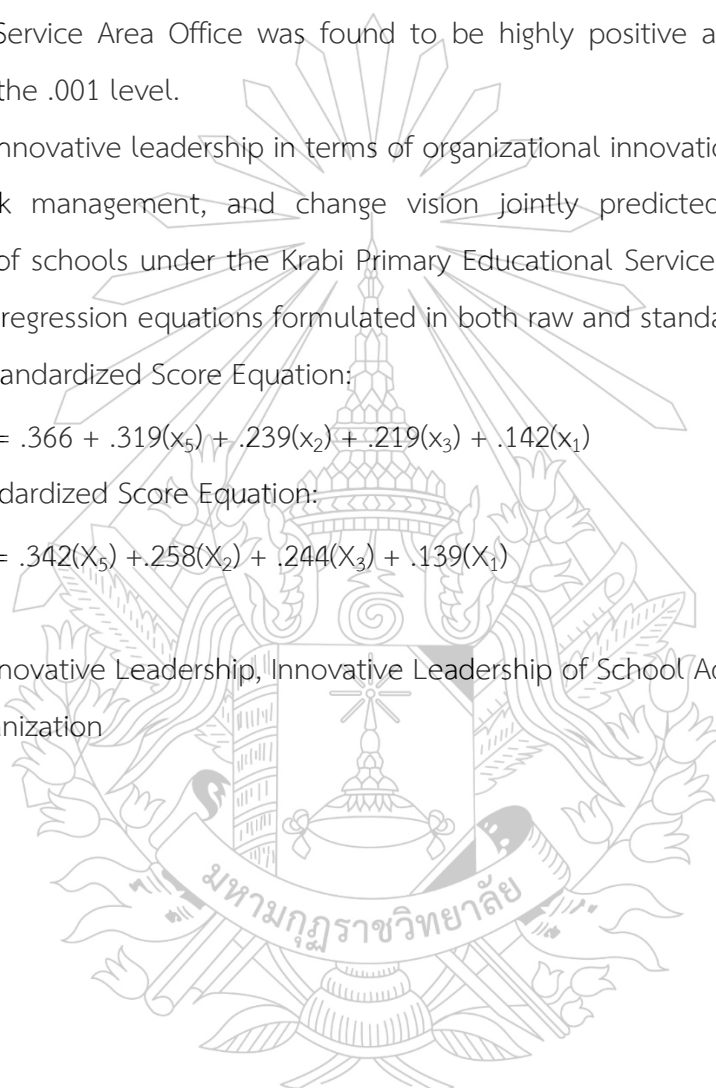 Service Area Office was found to be highly positive a
the .001 level.
nnovative leadership in terms of organizational innovatio
k management, and change vision jointly predicted
of schools under the Krabi Primary Educational Service
regression equations formulated in both raw and standa
andardized Score Equation:
= .366 + .319(x₅) + .239(x₂) + .219(x₃) + .142(x₁)
dardized Score Equation:
= .342(X₅) +.258(X₂) + .244(X₃) + .139(X₁)
novative Leadership, Innovative Leadership of School Ad
anization
มหามกุฏราชวิทยาลัย